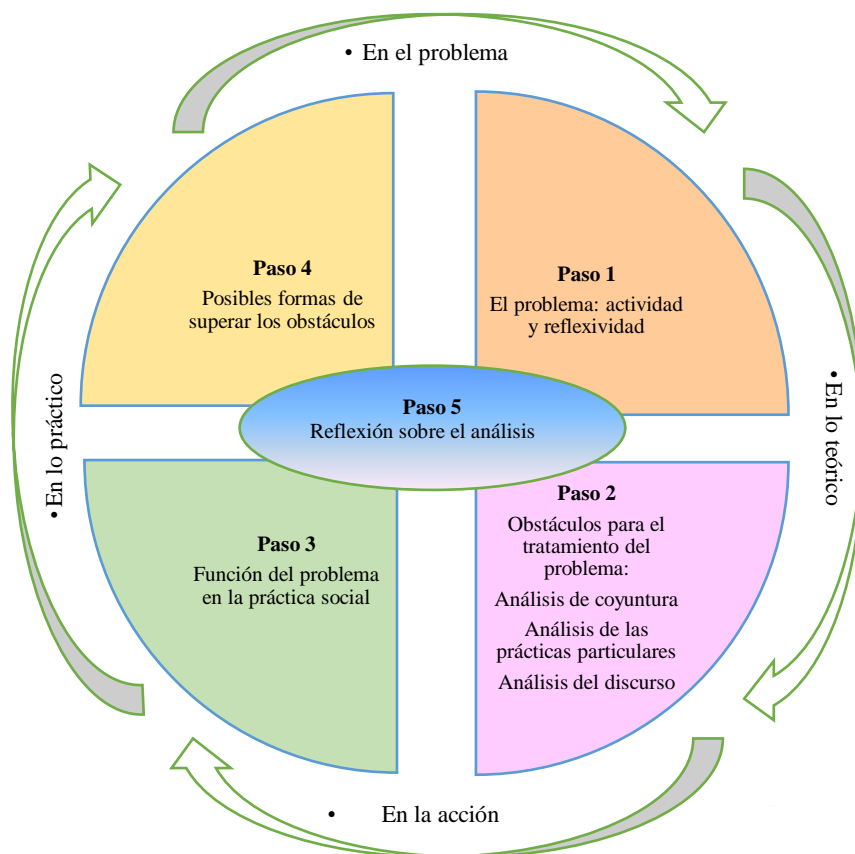 • En el problema
Paso 4
Posibles formas de
superar los obstáculos
Paso 1
El problema: actividad
y reflexividad
Paso 5
Reflexión sobre el análisis
• En lo práctico
• En lo teórico
Paso 3
Función del problema
en la práctica social
Paso 2
Obstáculos para el
tratamiento del
problema:
Análisis de coyuntura
Análisis de las
prácticas particulares
Análisis del discurso
• En la acción